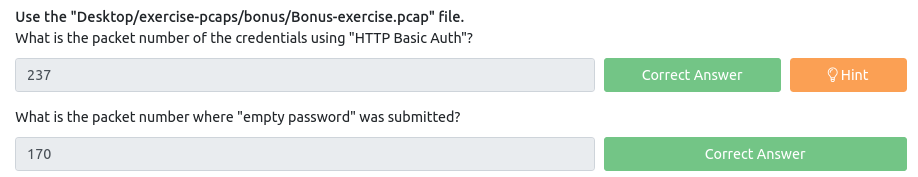 Use the "Desktop/exercise-pcaps/bonus/Bonus-exercise.pcap" file.
What is the packet number of the credentials using "HTTP Basic Auth"?
237
Correct Answer
Hint
What is the packet number where "empty password" was submitted?
170
Correct Answer